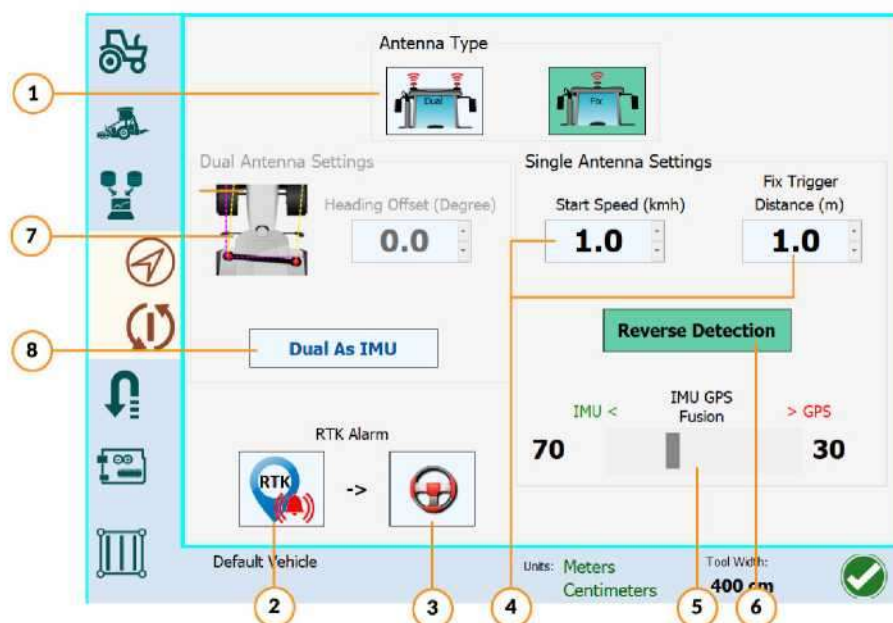 Antenna Type
1
Dual
Fix
Dual Antenna Settings
Single Antenna Settings
Heading Offset (Degree)
Start Speed (kmh)
Fix Trigger
Distance (m)
7
0.0
1.0
1.0
8
Dual As IMU
Reverse Detection
IMU <
IMU GPS
Fusion
> GPS
70
30
RTK Alarm
RTK
->
Default Vehicle
Units:
Meters
Centimeters
Tool Width:
400 cm
2
3
4
5
6